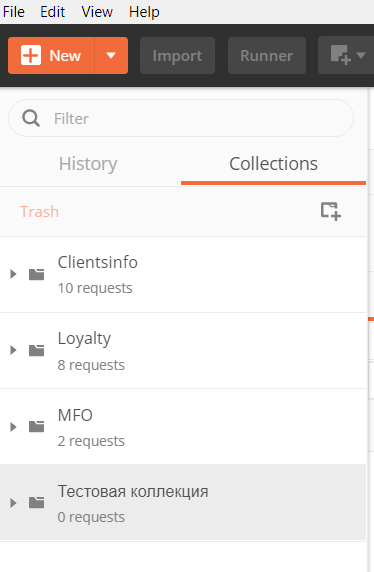 File Edit View Help
New Import Runner
Filter
History Collections
Trash
Clientsinfo
10 requests
Loyalty
8 requests
MFO
2 requests
Тестовая коллекция
0 requests